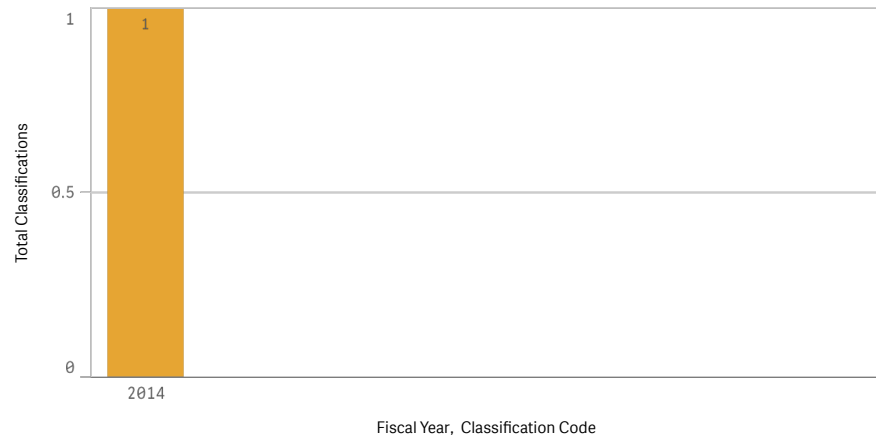 1
1
Total Classifications
0.5
0
2014
Fiscal Year,  Classification Code